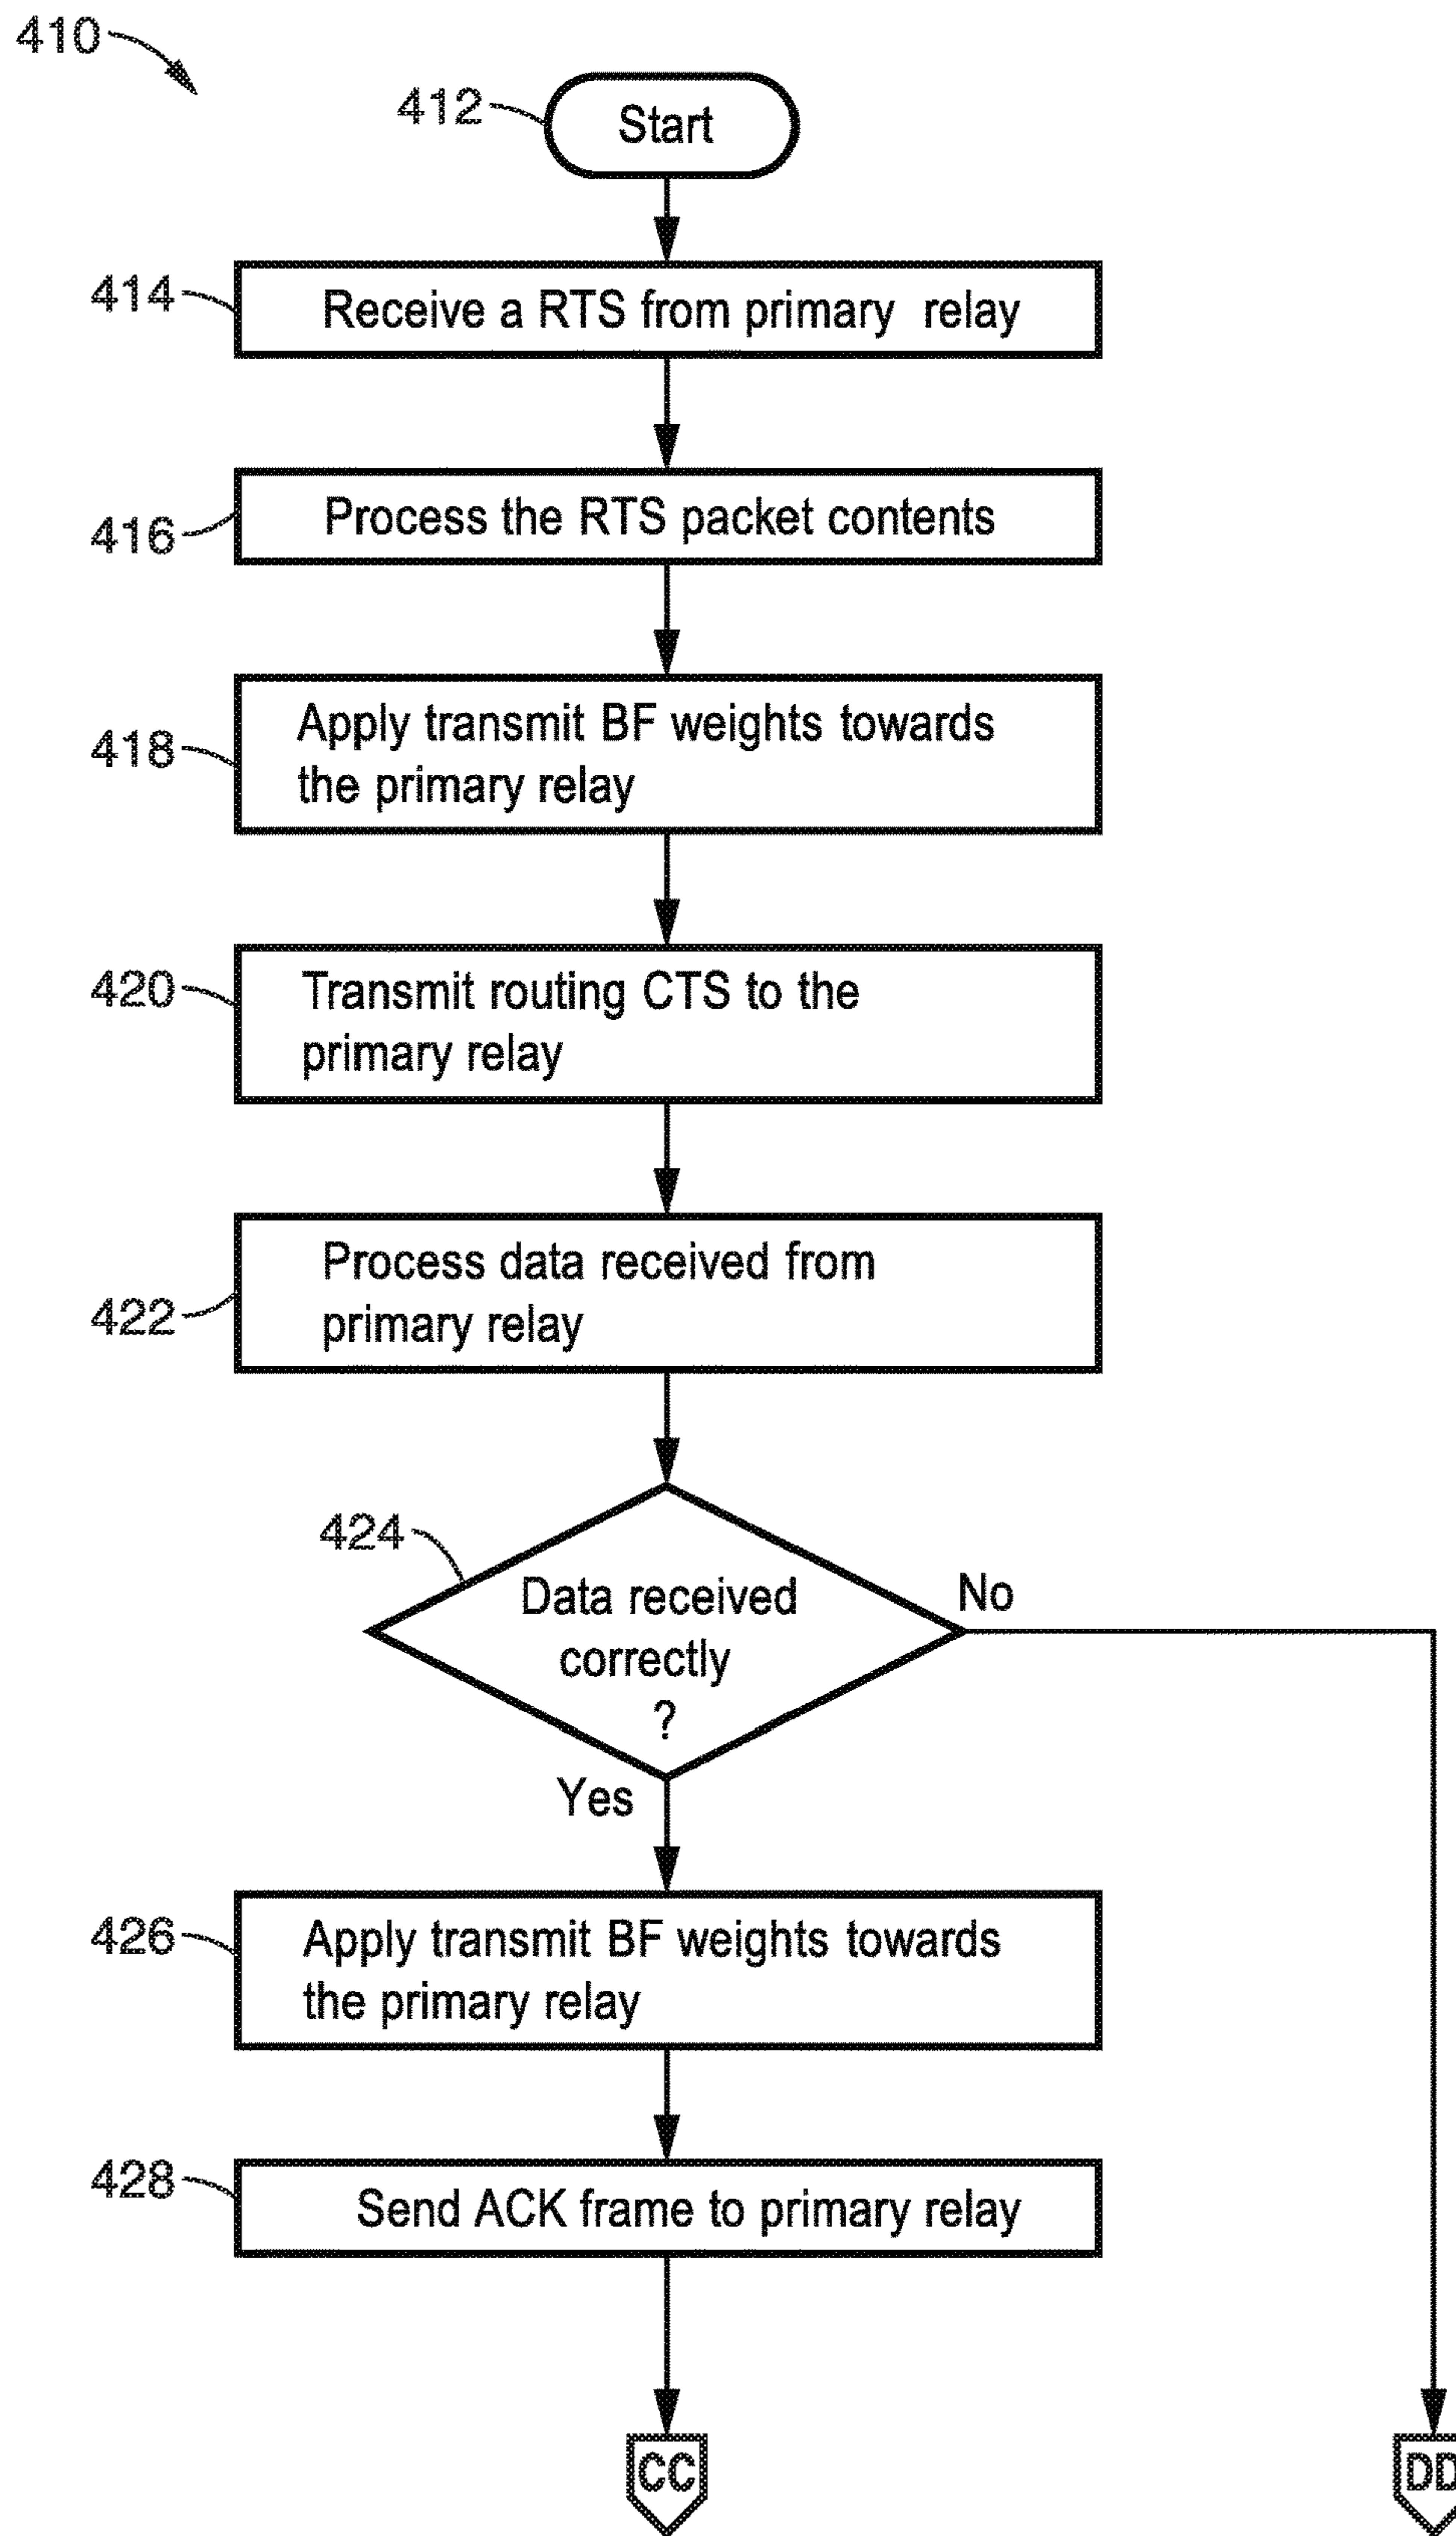 410
412
Start
414
Receive a RTS from primary relay
416
Process the RTS packet contents
418
Apply transmit BF weights towards
the primary relay
420
Transmit routing CTS to the
primary relay
422
Process data received from
primary relay
424
Data received
correctly
?
No
Yes
426
Apply transmit BF weights towards
the primary relay
428
Send ACK frame to primary relay
CC
DD